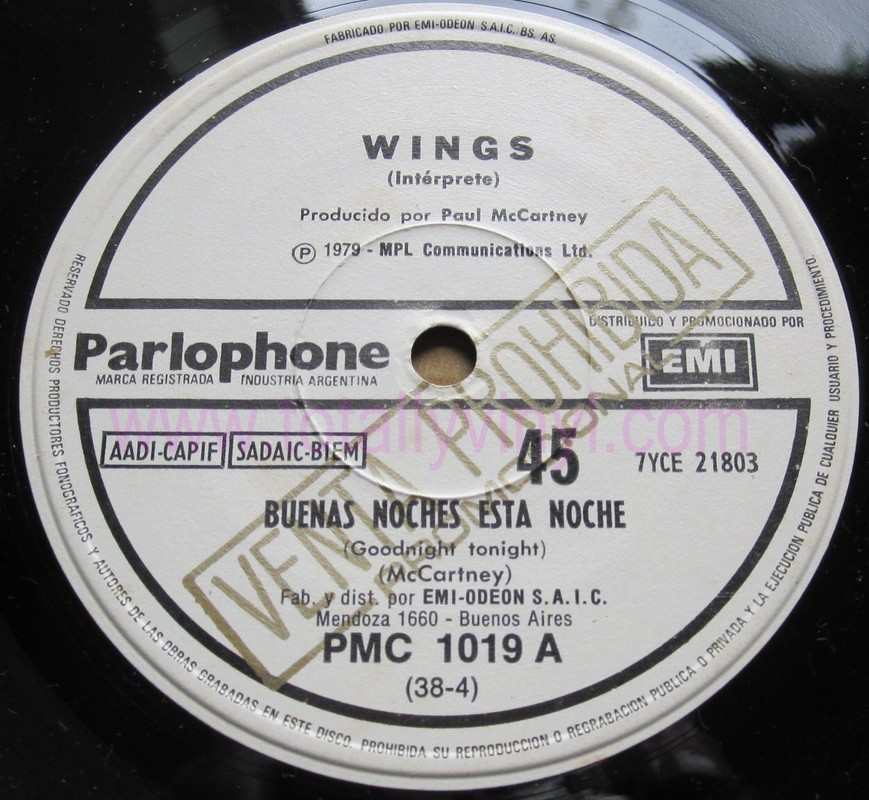 FABRICADO POR EMI-ODEON S.A.I.C. BS. AS.
WINGS
(Intérprete)
Producido por Paul McCartney
Ⓟ 1979 - MPL Communications Ltd.
Parlophone
MARCA REGISTRADA INDUSTRIA ARGENTINA
DISTRIBUIDO Y PROMOCIONADO POR
EMI
AADI-CAPIF SADAIC-BIEM
45
7YCE 21803
BUENAS NOCHES ESTA NOCHE
(Goodnight tonight)
(McCartney)
Fab. y dist. por EMI-ODEON S.A.I.C.
Mendoza 1660 - Buenos Aires
PMC 1019 A
(38-4)
RESERVADO DERECHOS PRODUCTORES FONOGRAFICOS Y AUTORES DE LAS OBRAS GRABADAS EN ESTE DISCO. PROHIBIDA SU REPRODUCCION O REGRABACION PUBLICA O PRIVADA Y LA EJECUCION PUBLICA DE CUALQUIER USUARIO Y PROCEDIMIENTO.
VENTA PROHIBIDA
www.totallyvinyl.com